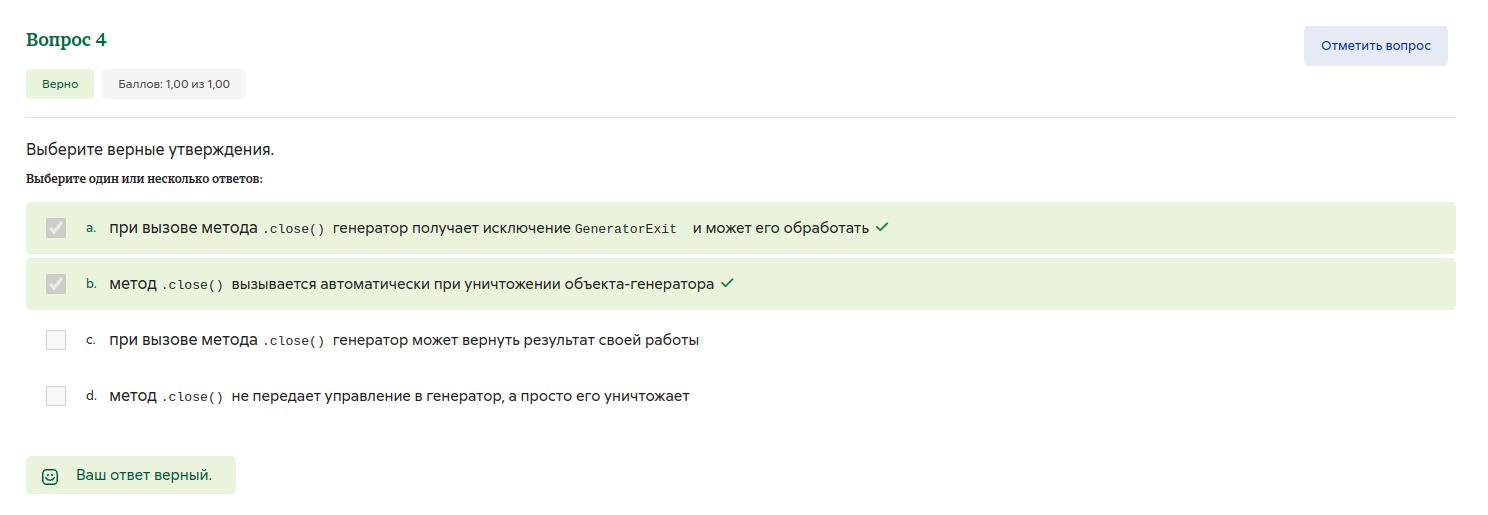 Вопрос 4
Отметить вопрос
Верно
Баллов: 1,00 из 1,00
Выберите верные утверждения.
Выберите один или несколько ответов:
a. при вызове метода .close() генератор получает исключение GeneratorExit и может его обработать
b. метод .close() вызывается автоматически при уничтожении объекта-генератора
c. при вызове метода .close() генератор может вернуть результат своей работы
d. метод .close() не передает управление в генератор, а просто его уничтожает
Ваш ответ верный.